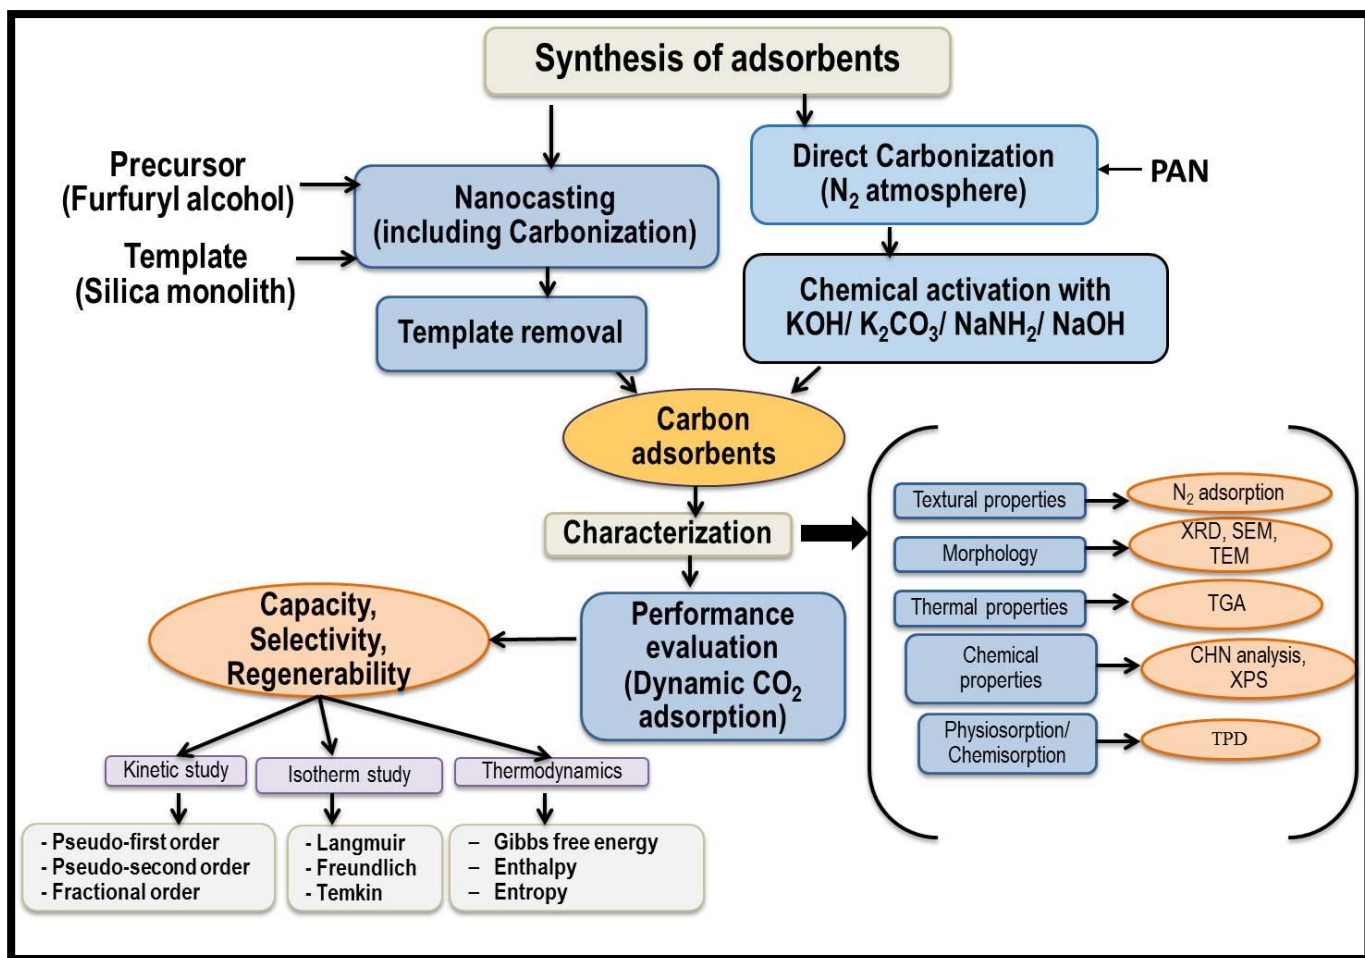 Synthesis of adsorbents
Precursor
(Furfuryl alcohol)
Template
(Silica monolith)
Nanocasting
(including Carbonization)
Template removal
Direct Carbonization
(N₂ atmosphere)
PAN
Chemical activation with
KOH/ K₂CO₃/ NaNH₂/ NaOH
Carbon
adsorbents
Characterization
Textural properties
N₂ adsorption
Morphology
XRD, SEM,
TEM
Thermal properties
TGA
Chemical
properties
CHN analysis,
XPS
Physiosorption/
Chemisorption
TPD
Performance
evaluation
(Dynamic CO₂
adsorption)
Capacity,
Selectivity,
Regenerability
Kinetic study
Isotherm study
Thermodynamics
- Pseudo-first order
- Pseudo-second order
- Fractional order
- Langmuir
- Freundlich
- Temkin
– Gibbs free energy
– Enthalpy
– Entropy